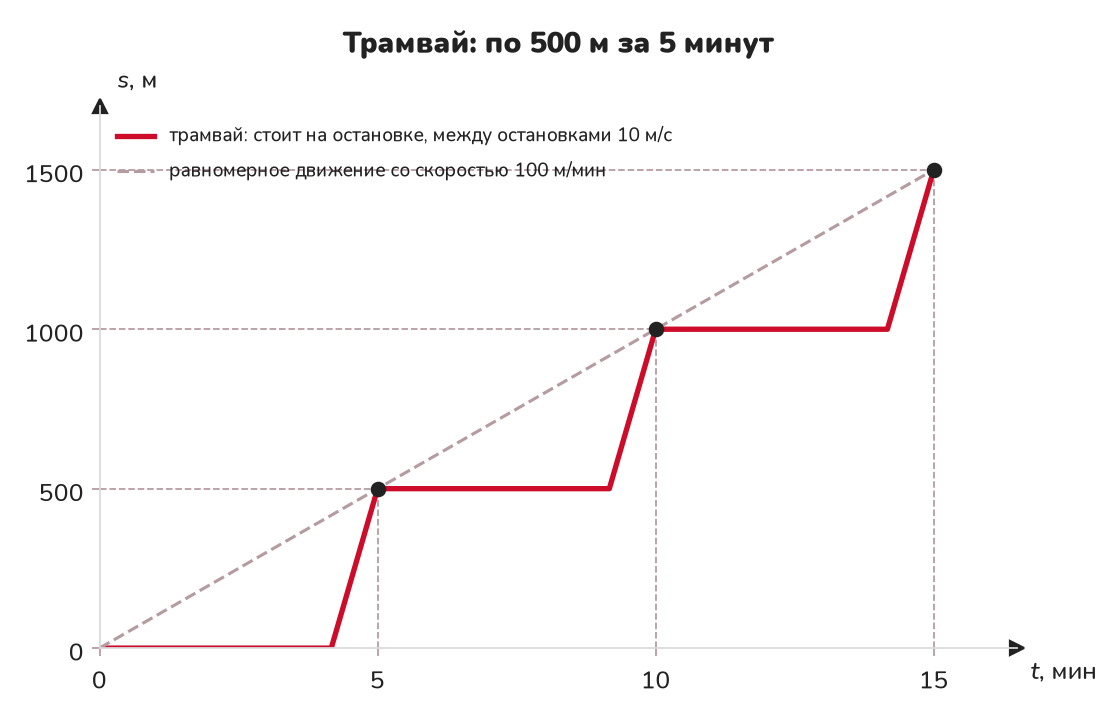 Трамвай: по 500 м за 5 минут
s, м
трамвай: стоит на остановке, между остановками 10 м/с
равномерное движение со скоростью 100 м/мин
1500
1000
500
0
0
5
10
15
t, мин